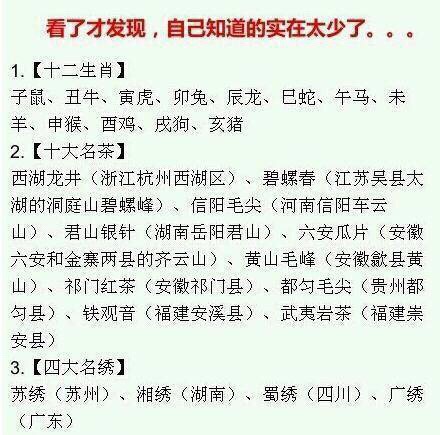 看了才发现，自己知道的实在太少了。。。
1.【十二生肖】
子鼠、丑牛、寅虎、卯兔、辰龙、巳蛇、午马、未
羊、申猴、酉鸡、戌狗、亥猪
2.【十大名茶】
西湖龙井（浙江杭州西湖区）、碧螺春（江苏吴县太
湖的洞庭山碧螺峰）、信阳毛尖（河南信阳车云
山）、君山银针（湖南岳阳君山）、六安瓜片（安徽
六安和金寨两县的齐云山）、黄山毛峰（安徽歙县黄
山）、祁门红茶（安徽祁门县）、都匀毛尖（贵州都
匀县）、铁观音（福建安溪县）、武夷岩茶（福建崇
安县）
3.【四大名绣】
苏绣（苏州）、湘绣（湖南）、蜀绣（四川）、广绣
（广东）